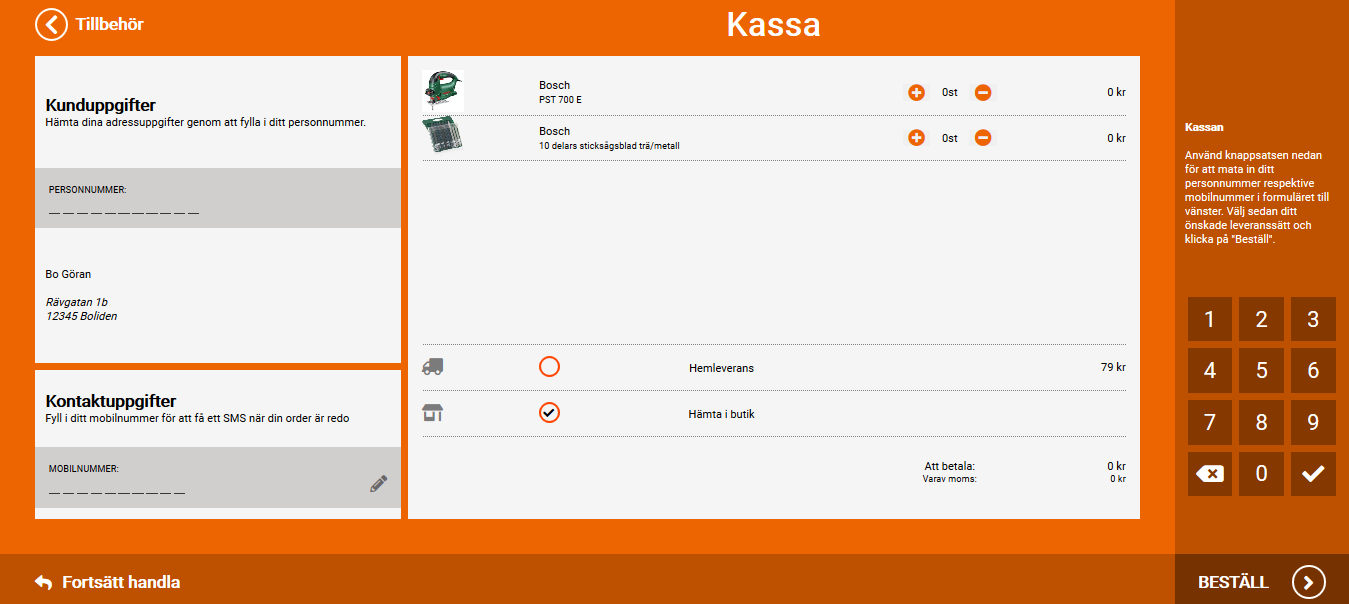 Tillbehör
Kassa
Kunduppgifter
Hämta dina adressuppgifter genom att fylla i ditt personnummer.
PERSONNUMMER:
_ _ _ _ _ _ _ _ _ _ _
Bo Göran
Rävgatan 1b
12345 Boliden
Kontaktuppgifter
Fyll i ditt mobilnummer för att få ett SMS när din order är redo
MOBILNUMMER:
_ _ _ _ _ _ _ _ _ _
Bosch
PST 700 E
0st
0 kr
Bosch
10 delars sticksågsblad trä/metall
0st
0 kr
Hemleverans
79 kr
Hämta i butik
Att betala:
0 kr
Varav moms:
0 kr
Kassan
Använd knappsatsen nedan
för att mata in ditt
personnummer respektive
mobilnummer i formuläret till
vänster. Välj sedan ditt
önskade leveranssätt och
klicka på "Beställ".
1 2 3
4 5 6
7 8 9
0
Fortsätt handla
BESTÄLL